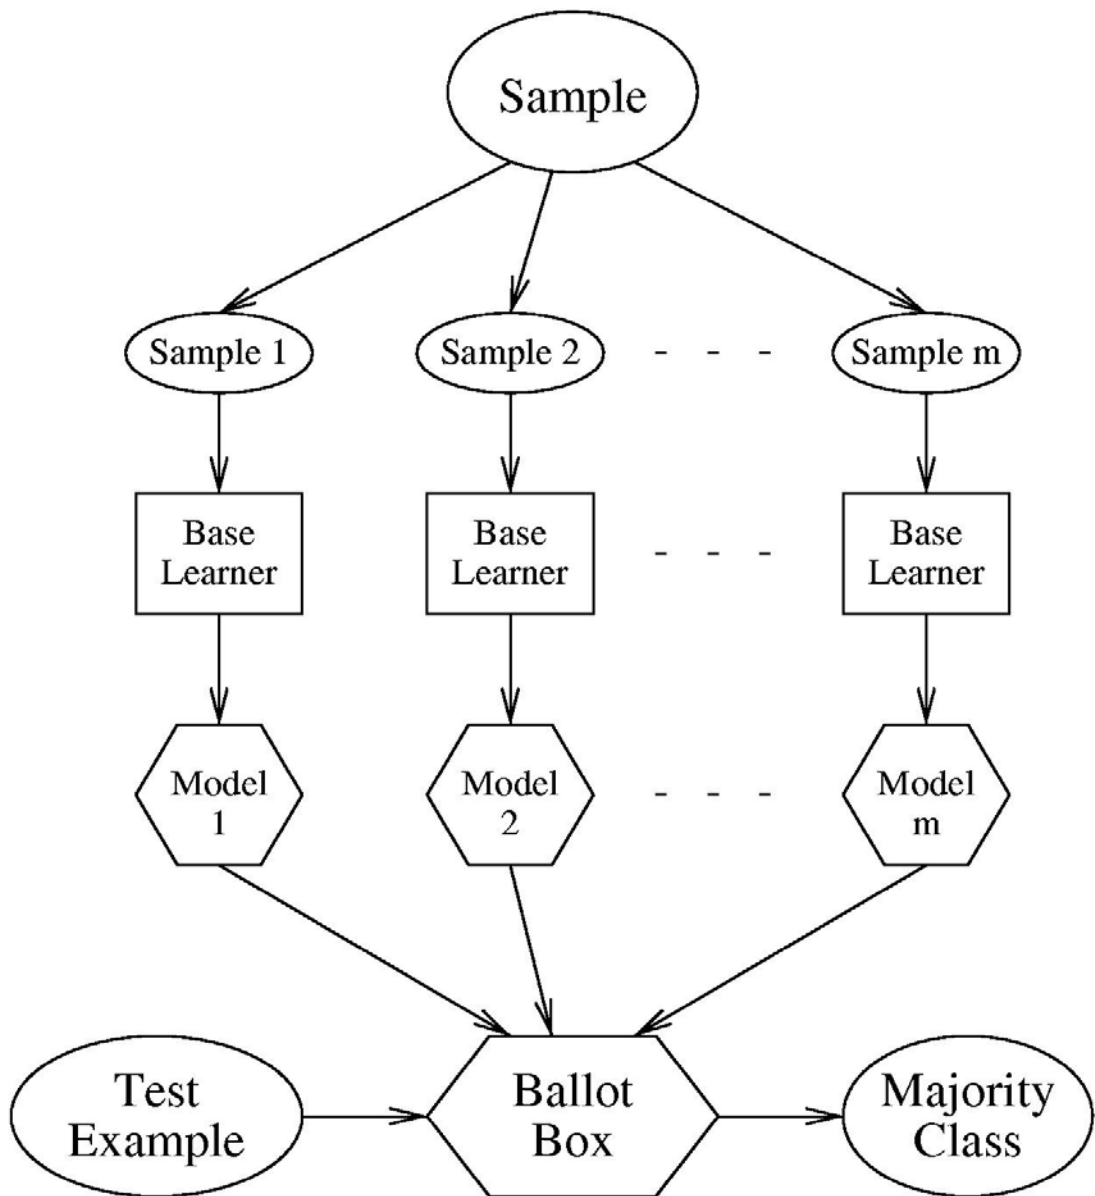 Sample
Sample 1
Sample 2
- - -
Sample m
Base
Learner
Base
Learner
- - -
Base
Learner
Model
1
Model
2
- - -
Model
m
Test
Example
Ballot
Box
Majority
Class